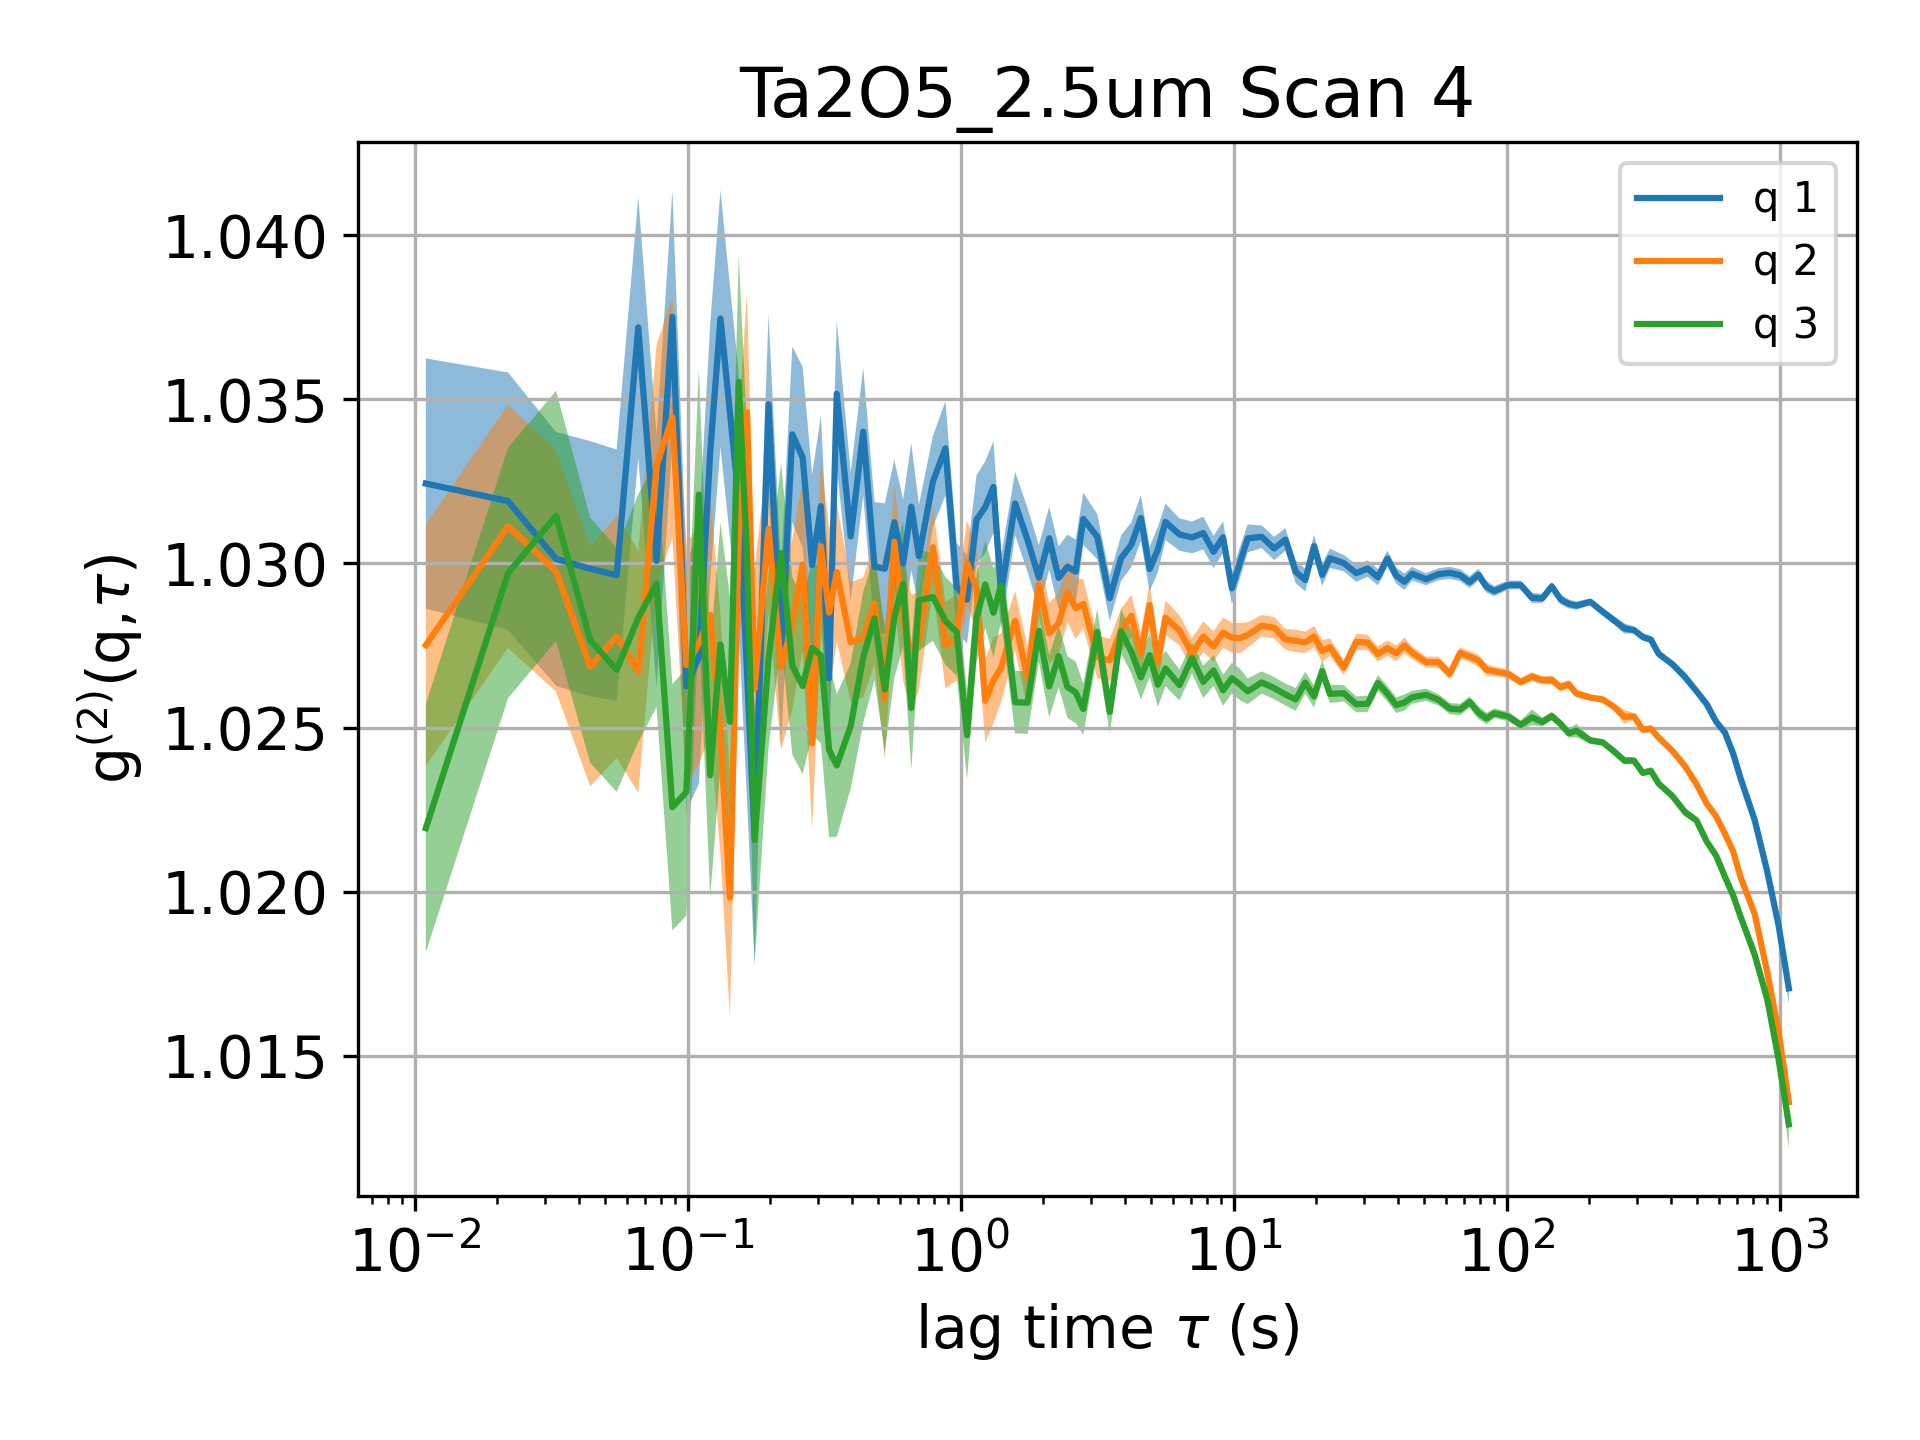 Ta2O5_2.5um Scan 4
q 1
q 2
q 3
1.040
1.035
1.030
1.025
1.020
1.015
g⁽²⁾(q,τ)
10⁻² 10⁻¹ 10⁰ 10¹ 10² 10³
lag time τ (s)